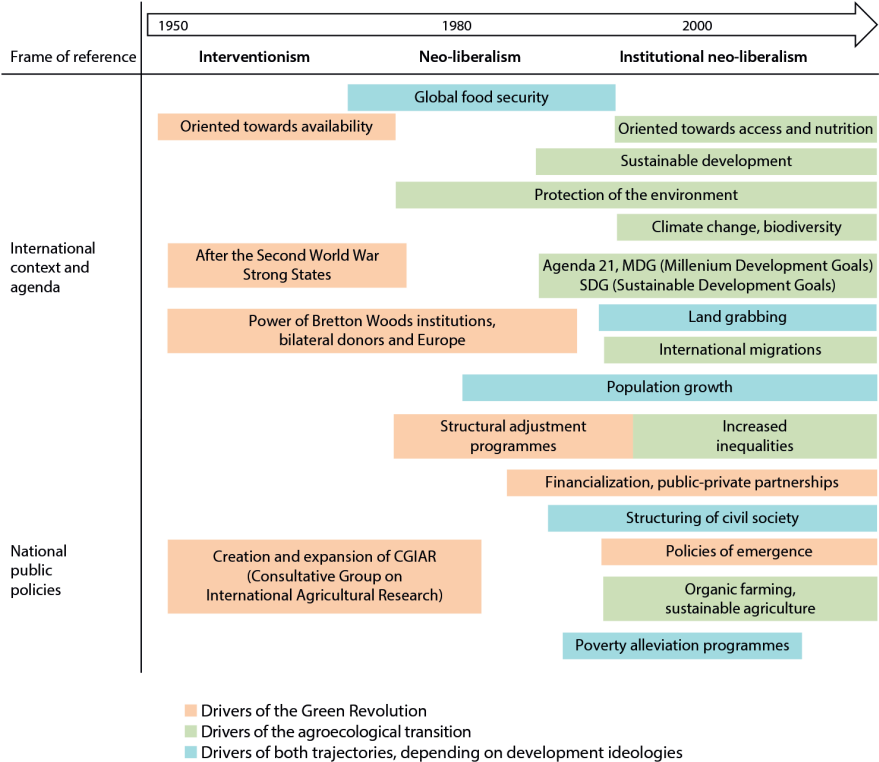 1950 1980 2000
Frame of reference Interventionism Neo-liberalism Institutional neo-liberalism
Global food security
Oriented towards availability
Oriented towards access and nutrition
Sustainable development
Protection of the environment
Climate change, biodiversity
International
context and
agenda
After the Second World War
Strong States
Agenda 21, MDG (Millenium Development Goals)
SDG (Sustainable Development Goals)
Power of Bretton Woods institutions,
bilateral donors and Europe
Land grabbing
International migrations
Population growth
Structural adjustment
programmes
Increased
inequalities
Financialization, public-private partnerships
Structuring of civil society
National
public
policies
Creation and expansion of CGIAR
(Consultative Group on
International Agricultural Research)
Policies of emergence
Organic farming,
sustainable agriculture
Poverty alleviation programmes
Drivers of the Green Revolution
Drivers of the agroecological transition
Drivers of both trajectories, depending on development ideologies